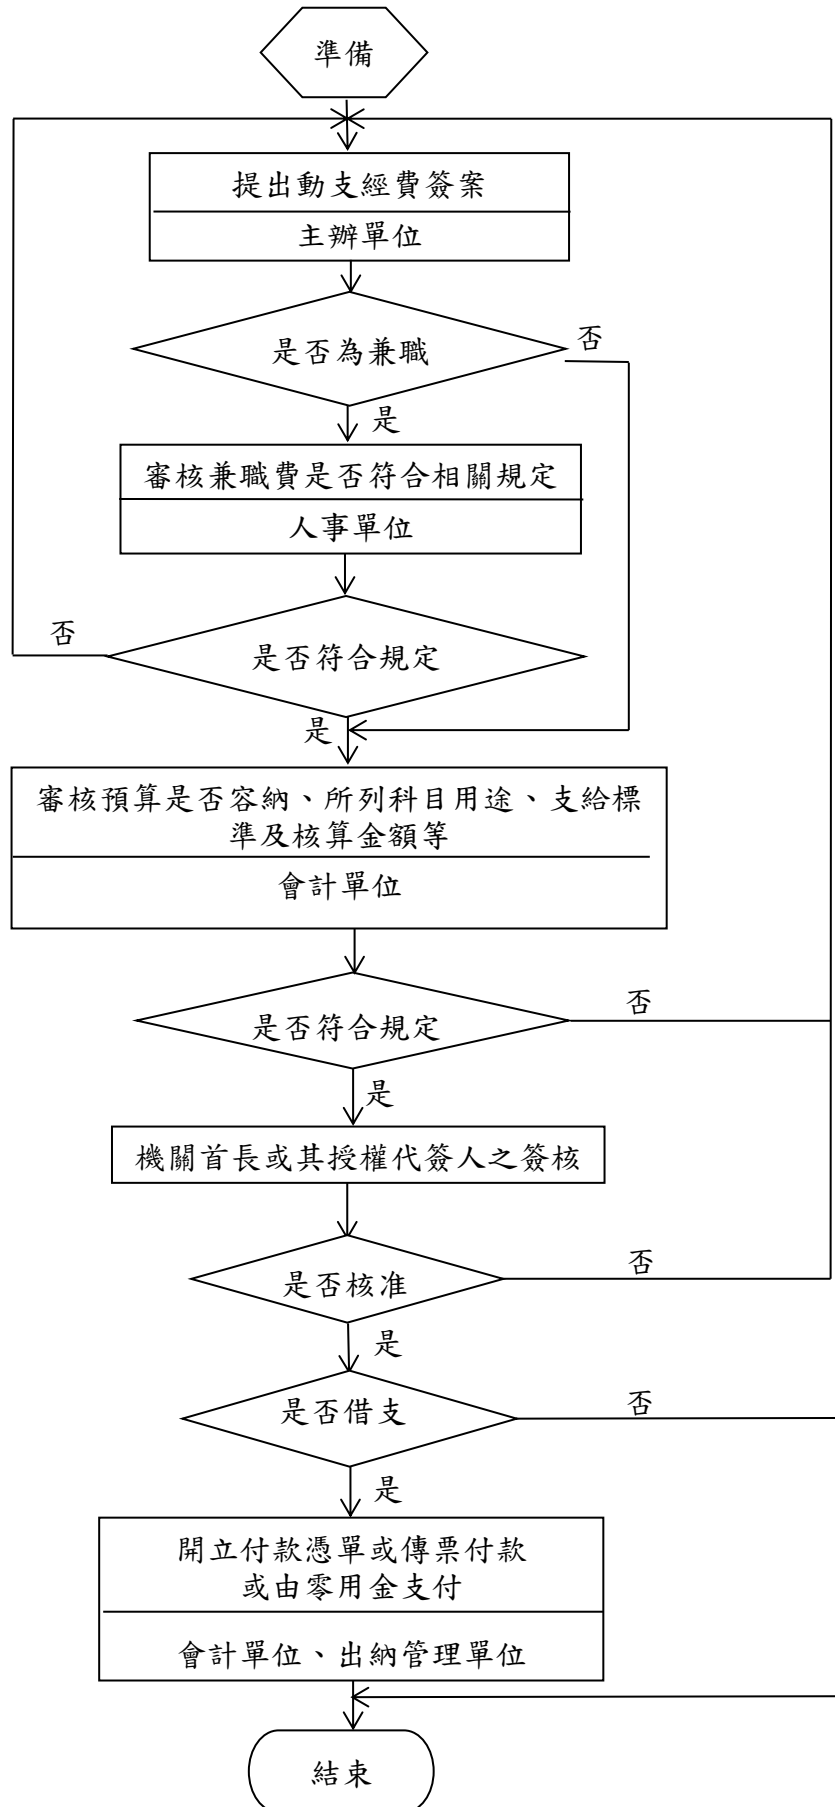 準備
提出動支經費簽案
主辦單位
是否為兼職
否
是
審核兼職費是否符合相關規定
人事單位
否
是否符合規定
是
審核預算是否容納、所列科目用途、支給標
準及核算金額等
會計單位
否
是否符合規定
是
機關首長或其授權代簽人之簽核
否
是否核准
是
否
是否借支
是
開立付款憑單或傳票付款
或由零用金支付
會計單位、出納管理單位
結束